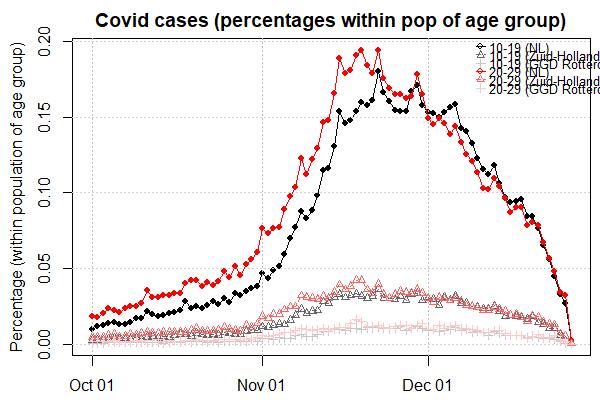 Covid cases (percentages within pop of age group)
Percentage (within population of age group)
0.20
0.15
0.10
0.05
0.00
Oct 01
Nov 01
Dec 01
10-19 (NL)
10-19 (Zuid-Holland
10-19 (GGD Rotterd
20-29 (NL)
20-29 (Zuid-Holland
20-29 (GGD Rotterd